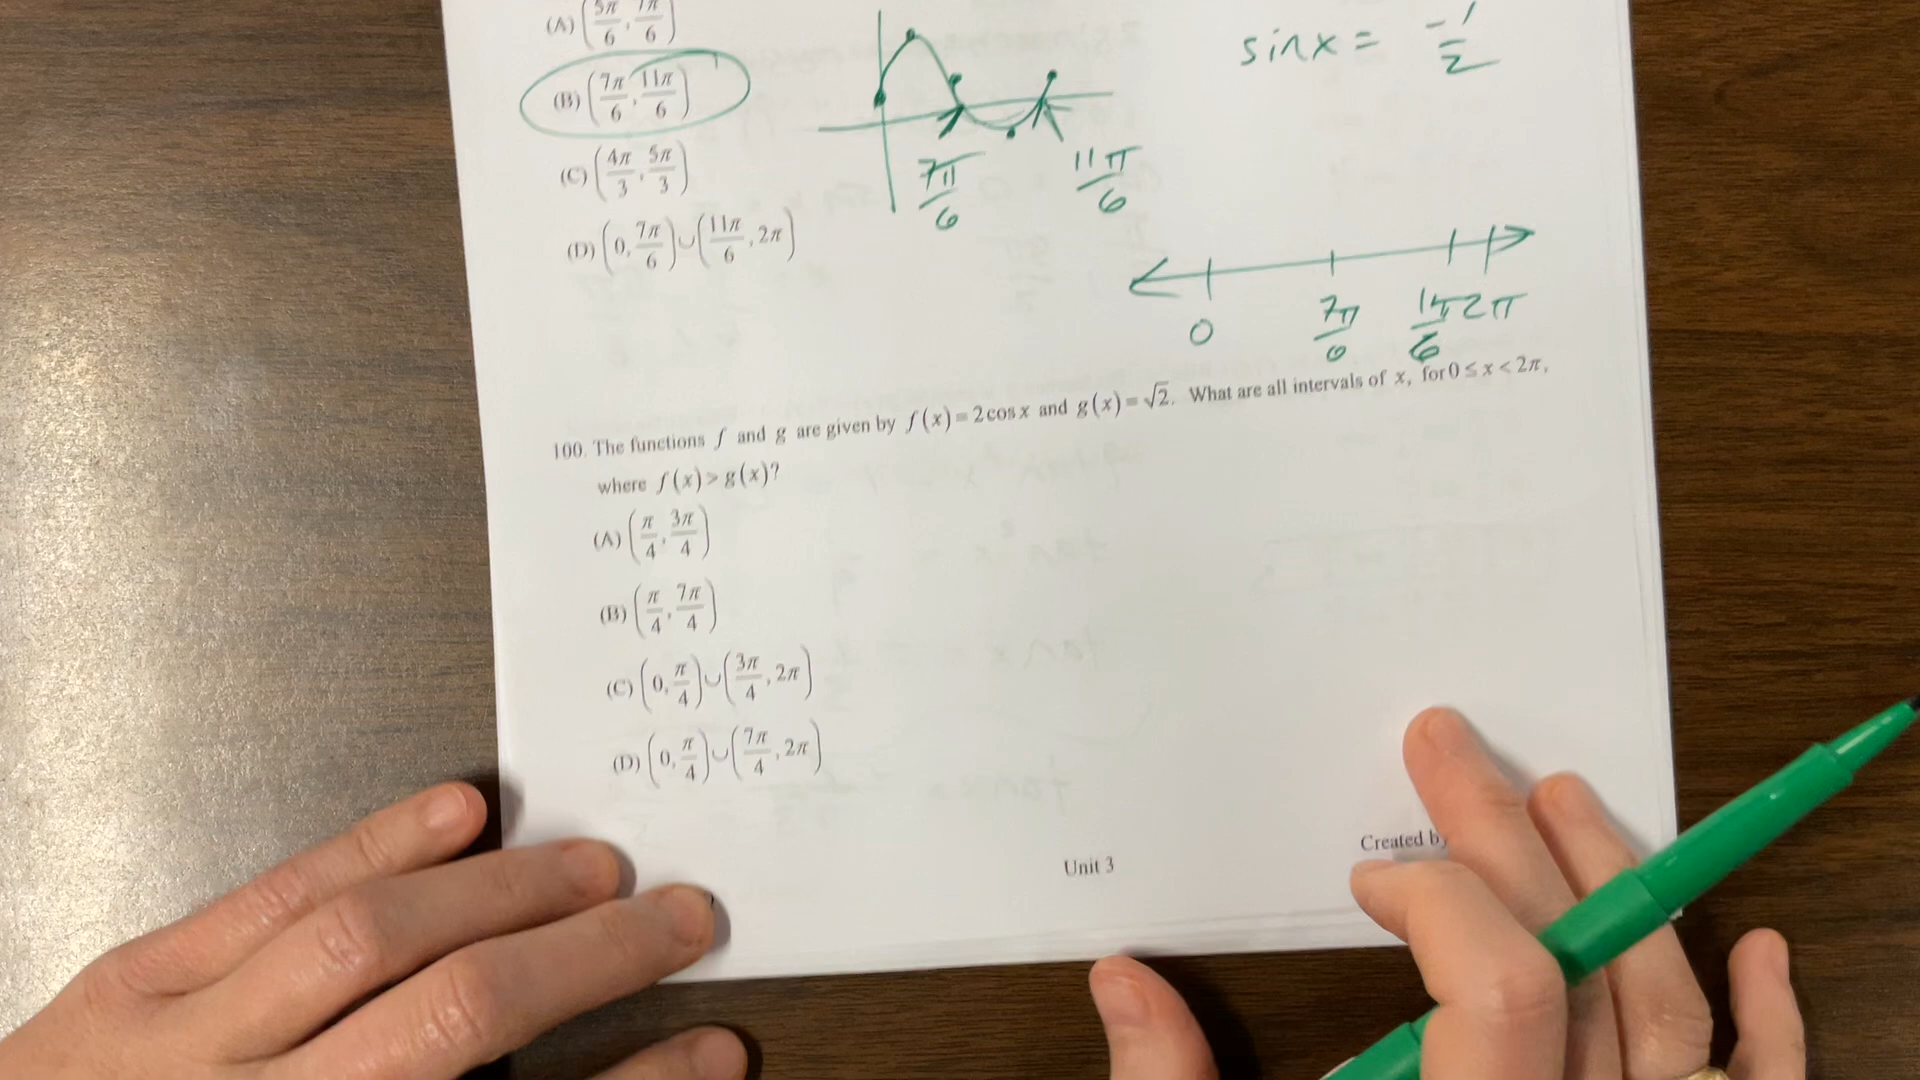 (A) (5π/6, 7π/6)
sin x = -1/2
(B) (7π/6, 11π/6)
(C) (4π/3, 5π/3)
7π/6 11π/6
(D) (0, 7π/6) ∪ (11π/6, 2π)
0 7π/6 11π/6 2π
100. The functions f and g are given by f(x) = 2 cos x and g(x) = √2. What are all intervals of x, for 0 ≤ x < 2π,
where f(x) > g(x)?
(A) (π/4, 3π/4)
(B) (π/4, 7π/4)
(C) (0, π/4) ∪ (3π/4, 2π)
(D) (0, π/4) ∪ (7π/4, 2π)
Unit 3
Created